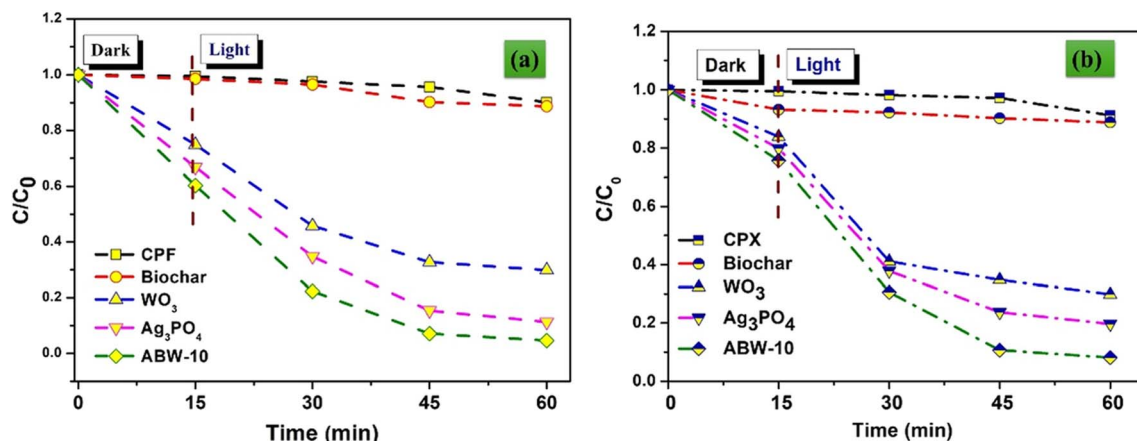 1.2
1.0
0.8
0.6
0.4
0.2
0.0
C/C0
Dark
Light
(a)
CPF
Biochar
WO3
Ag3PO4
ABW-10
0 15 30 45 60
Time (min)
1.2
1.0
0.8
0.6
0.4
0.2
0.0
C/C0
Dark
Light
(b)
CPX
Biochar
WO3
Ag3PO4
ABW-10
0 15 30 45 60
Time (min)